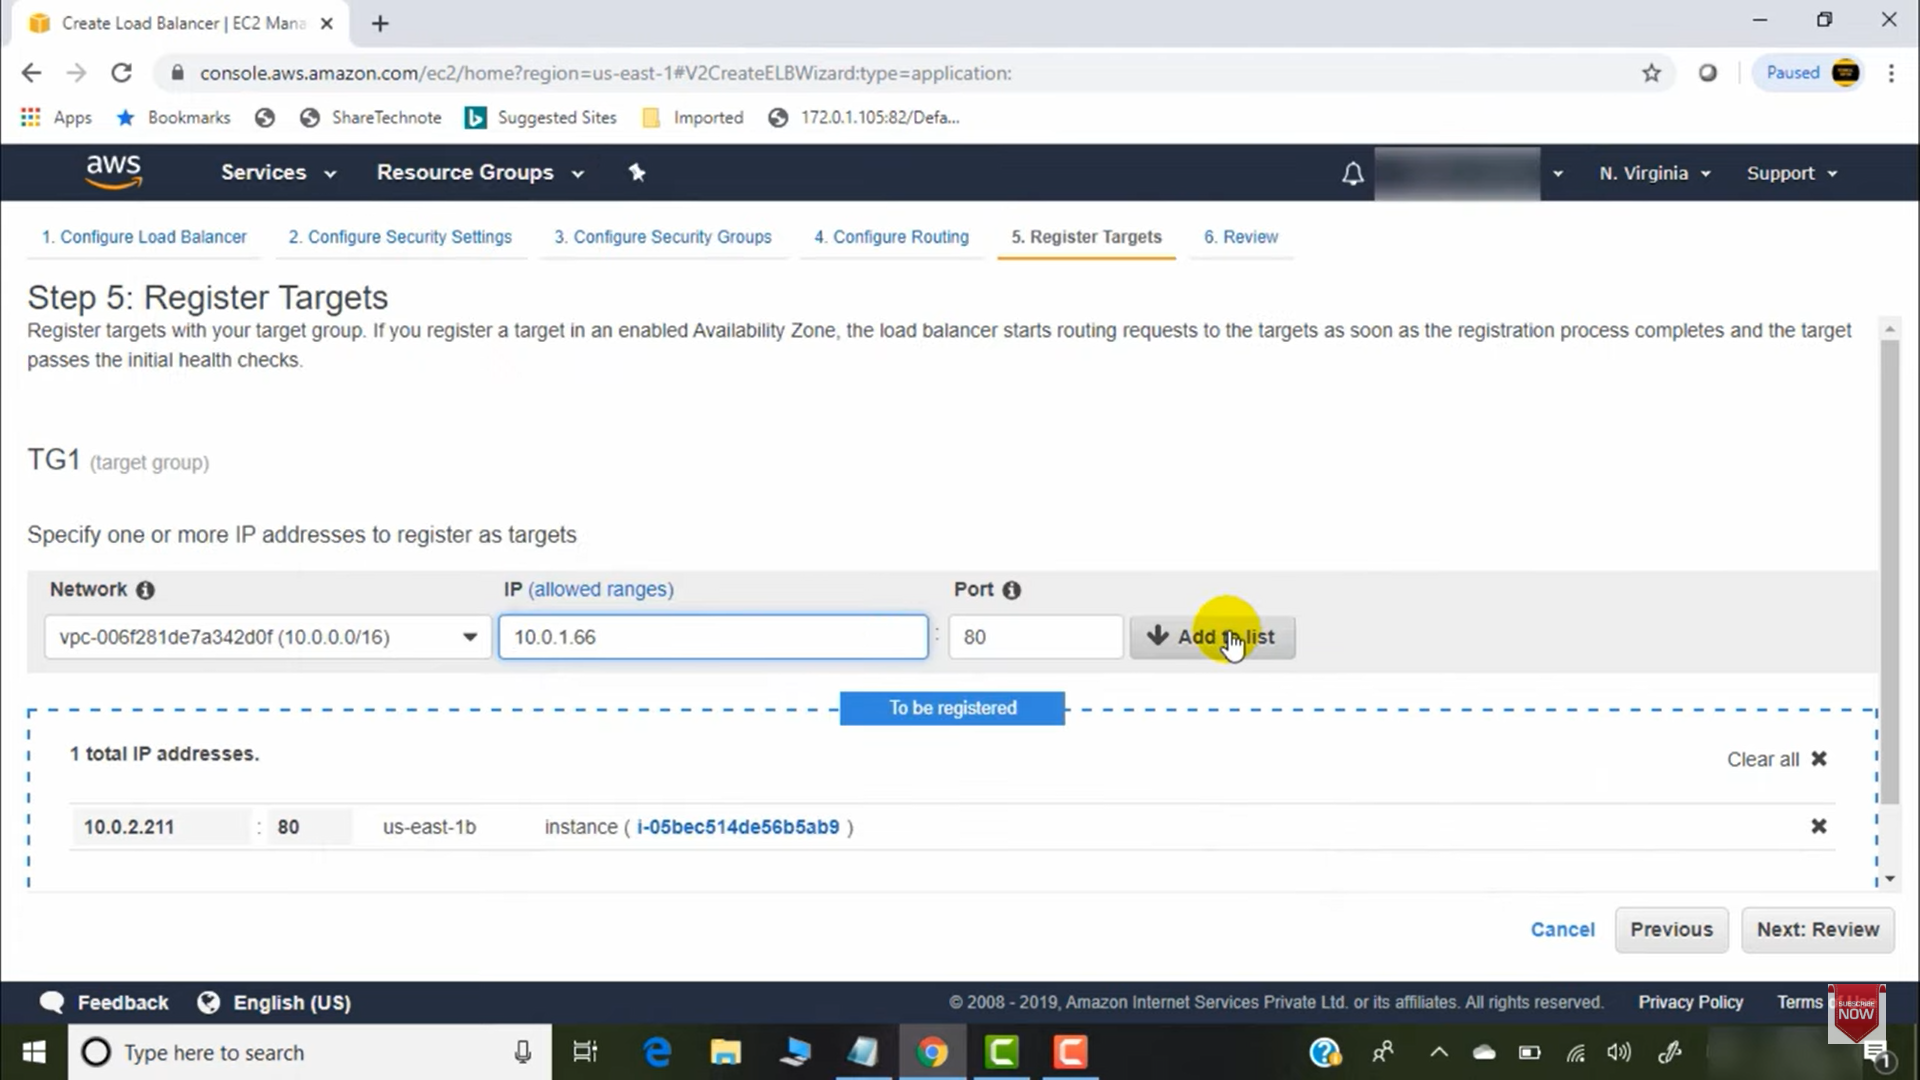 Create Load Balancer | EC2 Mana
console.aws.amazon.com/ec2/home?region=us-east-1#V2CreateELBWizard:type=application:
Paused
Apps
Bookmarks
ShareTechnote
Suggested Sites
Imported
172.0.1.105:82/Defa...
aws
Services
Resource Groups
N. Virginia
Support
1. Configure Load Balancer
2. Configure Security Settings
3. Configure Security Groups
4. Configure Routing
5. Register Targets
6. Review
Step 5: Register Targets
Register targets with your target group. If you register a target in an enabled Availability Zone, the load balancer starts routing requests to the targets as soon as the registration process completes and the target
passes the initial health checks.
TG1 (target group)
Specify one or more IP addresses to register as targets
Network
IP (allowed ranges)
Port
vpc-006f281de7a342d0f (10.0.0.0/16)
10.0.1.66
:
80
Add to list
To be registered
1 total IP addresses.
Clear all
10.0.2.211 : 80 us-east-1b instance ( i-05bec514de56b5ab9 )
Cancel
Previous
Next: Review
Feedback
English (US)
© 2008 - 2019, Amazon Internet Services Private Ltd. or its affiliates. All rights reserved.
Privacy Policy
Terms
SUBSCRIBE
NOW
Type here to search
1